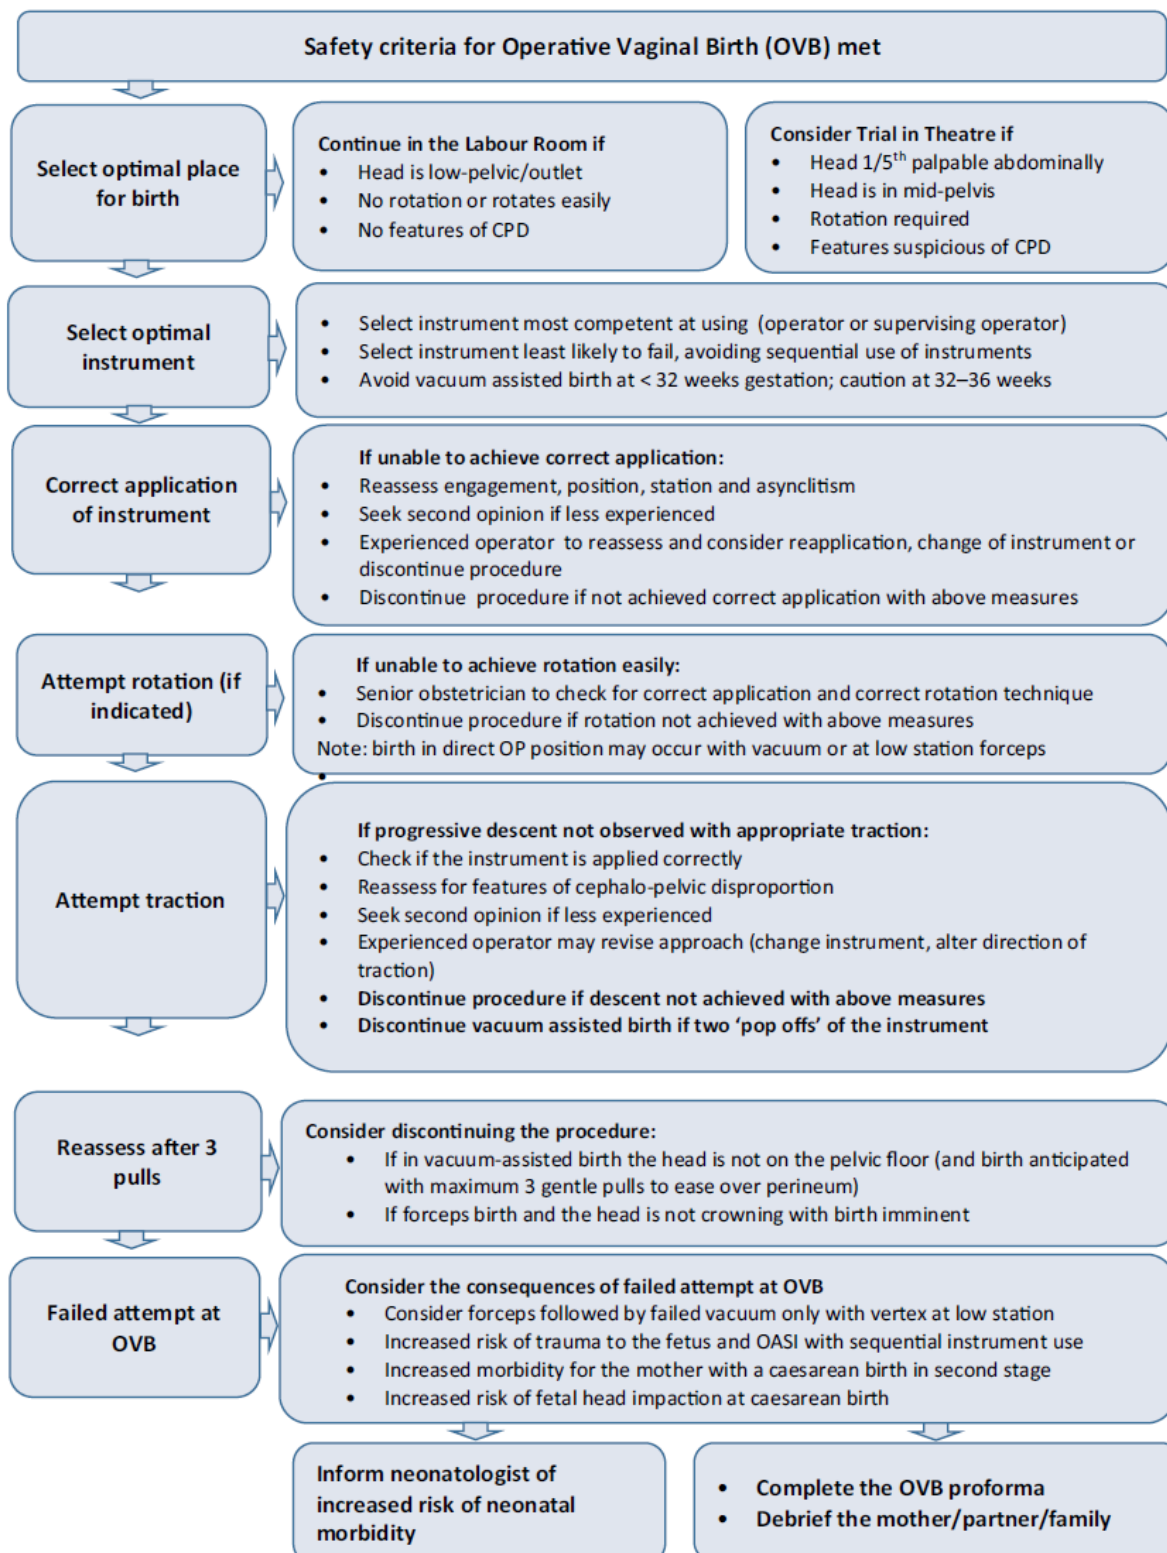 Safety criteria for Operative Vaginal Birth (OVB) met
Select optimal place
for birth
Continue in the Labour Room if
• Head is low-pelvic/outlet
• No rotation or rotates easily
• No features of CPD
Consider Trial in Theatre if
• Head 1/5th palpable abdominally
• Head is in mid-pelvis
• Rotation required
• Features suspicious of CPD
Select optimal
instrument
• Select instrument most competent at using (operator or supervising operator)
• Select instrument least likely to fail, avoiding sequential use of instruments
• Avoid vacuum assisted birth at < 32 weeks gestation; caution at 32–36 weeks
Correct application
of instrument
If unable to achieve correct application:
• Reassess engagement, position, station and asynclitism
• Seek second opinion if less experienced
• Experienced operator to reassess and consider reapplication, change of instrument or
discontinue procedure
• Discontinue procedure if not achieved correct application with above measures
Attempt rotation (if
indicated)
If unable to achieve rotation easily:
• Senior obstetrician to check for correct application and correct rotation technique
• Discontinue procedure if rotation not achieved with above measures
Note: birth in direct OP position may occur with vacuum or at low station forceps
•
Attempt traction
If progressive descent not observed with appropriate traction:
• Check if the instrument is applied correctly
• Reassess for features of cephalo-pelvic disproportion
• Seek second opinion if less experienced
• Experienced operator may revise approach (change instrument, alter direction of
traction)
• Discontinue procedure if descent not achieved with above measures
• Discontinue vacuum assisted birth if two ‘pop offs’ of the instrument
Reassess after 3
pulls
Consider discontinuing the procedure:
• If in vacuum-assisted birth the head is not on the pelvic floor (and birth anticipated
with maximum 3 gentle pulls to ease over perineum)
• If forceps birth and the head is not crowning with birth imminent
Failed attempt at
OVB
Consider the consequences of failed attempt at OVB
• Consider forceps followed by failed vacuum only with vertex at low station
• Increased risk of trauma to the fetus and OASI with sequential instrument use
• Increased morbidity for the mother with a caesarean birth in second stage
• Increased risk of fetal head impaction at caesarean birth
Inform neonatologist of
increased risk of neonatal
morbidity
• Complete the OVB proforma
• Debrief the mother/partner/family